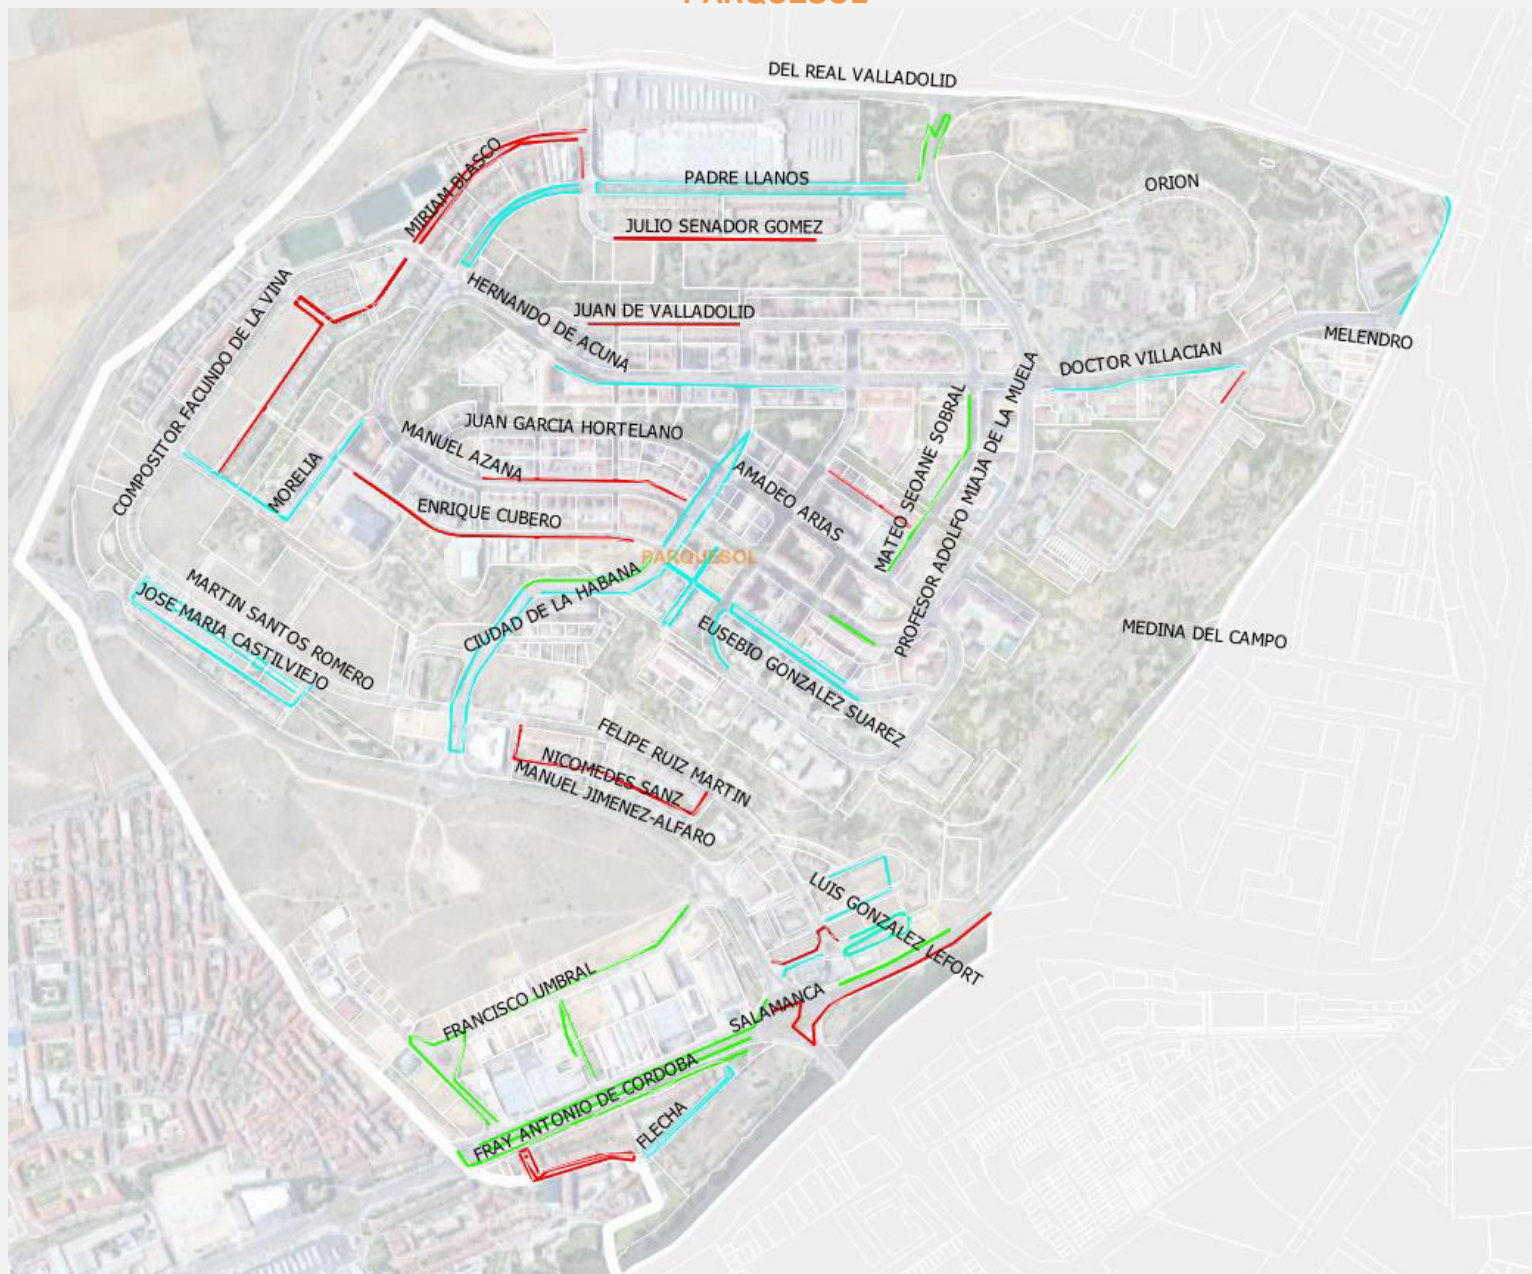 PARQUESOL
DEL REAL VALLADOLID
MIRIAM BLASCO
PADRE LLANOS
ORION
JULIO SENADOR GOMEZ
COMPOSITOR FACUNDO DE LA VINA
HERNANDO DE ACUNA
JUAN DE VALLADOLID
MELENDRO
DOCTOR VILLACIAN
JUAN GARCIA HORTELANO
MANUEL AZANA
MORELIA
ENRIQUE CUBERO
AMADEO ARIAS
MATEO SEOANE SOBRAL
PROFESOR ADOLFO MIAJA DE LA MUELA
PARQUESOL
MARTIN SANTOS ROMERO
JOSE MARIA CASTILVIEJO
CIUDAD DE LA HABANA
EUSEBIO GONZALEZ SUAREZ
MEDINA DEL CAMPO
FELIPE RUIZ MARTIN
NICOMEDES SANZ
MANUEL JIMENEZ-ALFARO
LUIS GONZALEZ LEFORT
FRANCISCO UMBRAL
SALAMANCA
FRAY ANTONIO DE CORDOBA
FLECHA